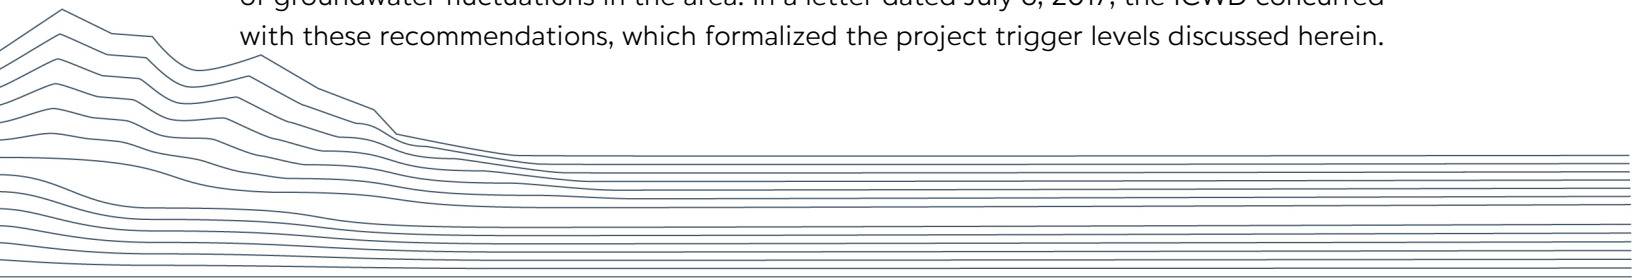 of groundwater fluctuations in the area. In a letter dated July 6, 2017, the ICWD concurred
with these recommendations, which formalized the project trigger levels discussed herein.